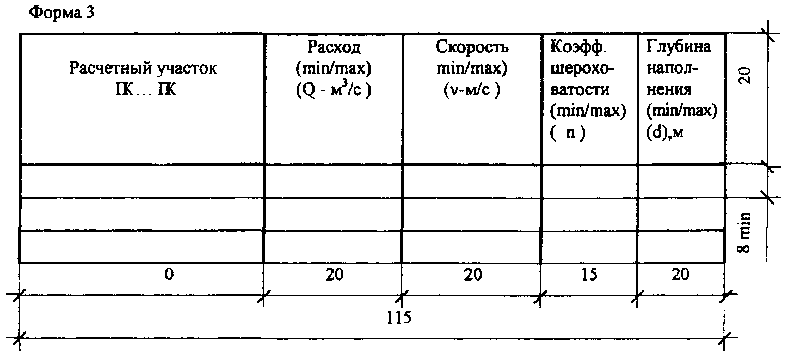 Форма 3
Расчетный участок
ПК... ПК
Расход
(min/max)
(Q - м³/с )
Скорость
min/max)
(v-м/с )
Коэфф.
шерохо-
ватости
(min/max)
( n )
Глубина
напол-
нения
(min/max)
(d),м
20
8 min
0
20
20
15
20
115